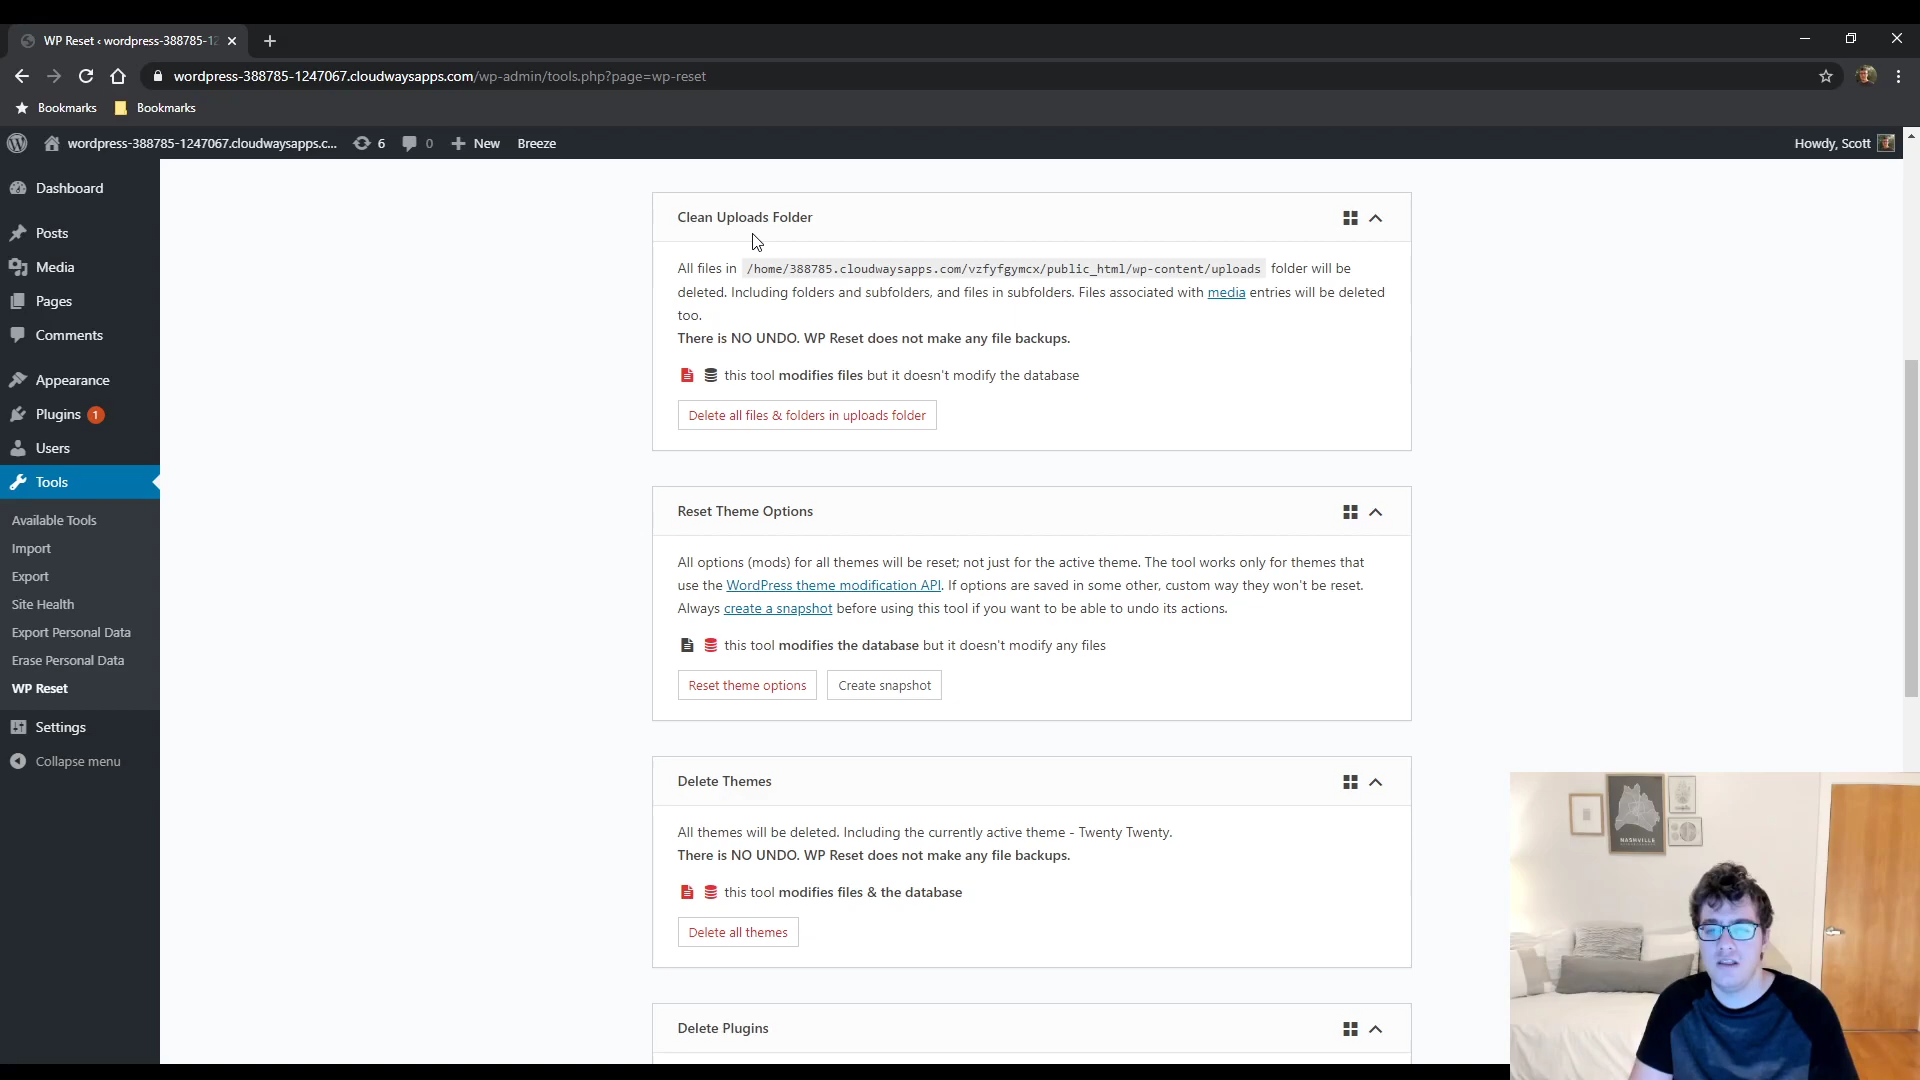 WP Reset ‹ wordpress-388785-12
wordpress-388785-1247067.cloudwaysapps.com/wp-admin/tools.php?page=wp-reset
Bookmarks
Bookmarks
wordpress-388785-1247067.cloudwaysapps.c...
6
0
New
Breeze
Howdy, Scott
Dashboard
Posts
Media
Pages
Comments
Appearance
Plugins 1
Users
Tools
Available Tools
Import
Export
Site Health
Export Personal Data
Erase Personal Data
WP Reset
Settings
Collapse menu
Clean Uploads Folder
All files in /home/388785.cloudwaysapps.com/vzfyfgymcx/public_html/wp-content/uploads folder will be
deleted. Including folders and subfolders, and files in subfolders. Files associated with media entries will be deleted
too.
There is NO UNDO. WP Reset does not make any file backups.
this tool modifies files but it doesn't modify the database
Delete all files & folders in uploads folder
Reset Theme Options
All options (mods) for all themes will be reset; not just for the active theme. The tool works only for themes that
use the WordPress theme modification API. If options are saved in some other, custom way they won't be reset.
Always create a snapshot before using this tool if you want to be able to undo its actions.
this tool modifies the database but it doesn't modify any files
Reset theme options
Create snapshot
Delete Themes
All themes will be deleted. Including the currently active theme - Twenty Twenty.
There is NO UNDO. WP Reset does not make any file backups.
this tool modifies files & the database
Delete all themes
Delete Plugins
NASHVILLE